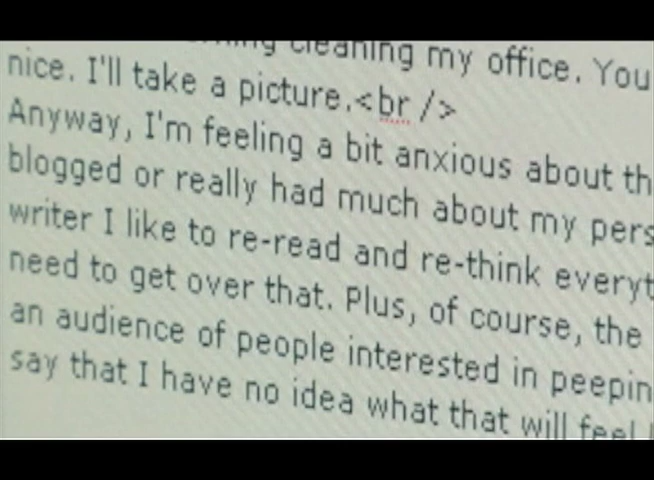 cleaning my office. You
nice. I'll take a picture.<br />
Anyway, I'm feeling a bit anxious about th
blogged or really had much about my pers
writer I like to re-read and re-think everyt
need to get over that. Plus, of course, the
an audience of people interested in peepin
say that I have no idea what that will feel